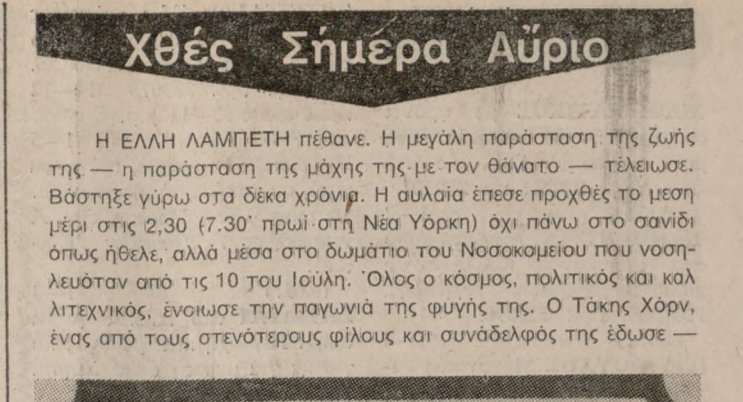 Χθές Σήμερα Αὔριο
Η ΕΛΛΗ ΛΑΜΠΕΤΗ πέθανε. Η μεγάλη παράσταση της ζωής
της — η παράσταση της μάχης της με τον θάνατο — τέλειωσε.
Βάστηξε γύρω στα δέκα χρόνια. Η αυλαία έπεσε προχθές το μεση
μέρι στις 2,30 (7.30΄ πρωί στη Νέα Υόρκη) όχι πάνω στο σανίδι
όπως ήθελε, αλλά μέσα στο δωμάτιο του Νοσοκομείου που νοση-
λευόταν από τις 10 του Ιούλη. Όλος ο κόσμος, πολιτικός και καλ
λιτεχνικός, ένοιωσε την παγωνιά της φυγής της. Ο Τάκης Χόρν,
ένας από τους στενότερους φίλους και συνάδελφός της έδωσε —